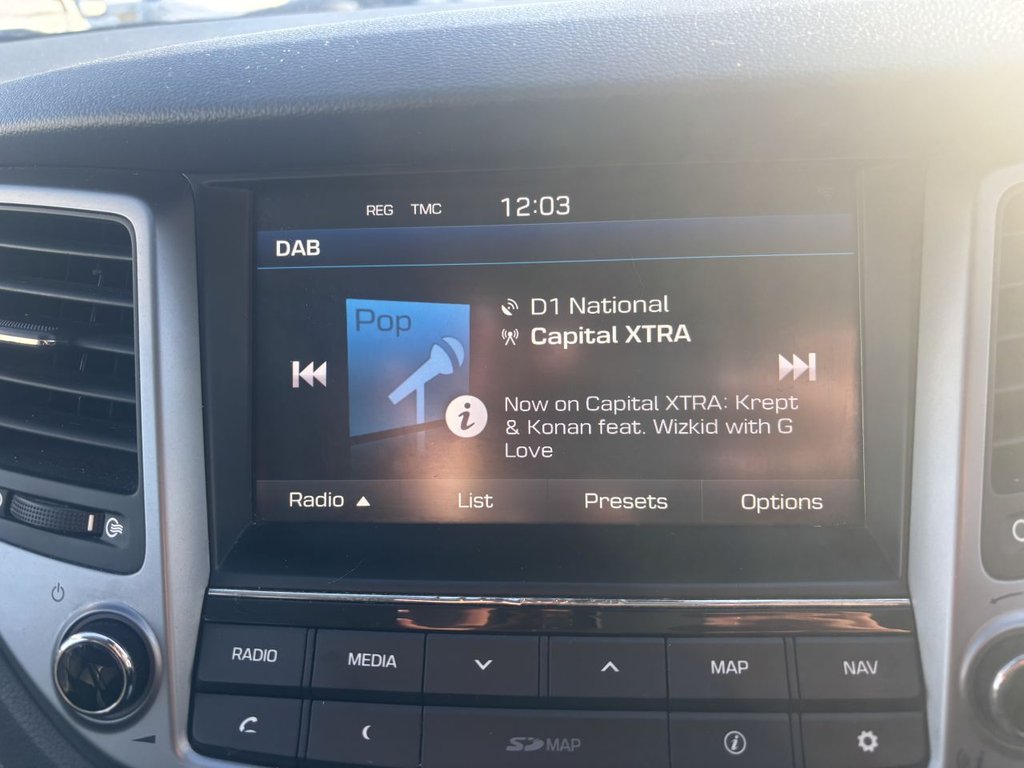 REG TMC 12:03
DAB
Pop
D1 National
Capital XTRA
Now on Capital XTRA: Krept
& Konan feat. Wizkid with G
Love
Radio List Presets Options
RADIO MEDIA MAP NAV
SD MAP